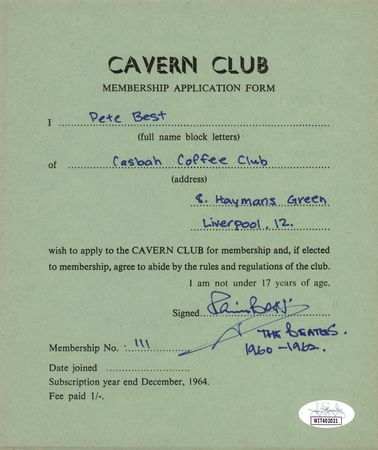 CAVERN CLUB
MEMBERSHIP APPLICATION FORM
I Pete Best
(full name block letters)
of Casbah Coffee Club
(address)
8. Haymans Green
Liverpool, 12.
wish to apply to the CAVERN CLUB for membership and, if elected
to membership, agree to abide by the rules and regulations of the club.
I am not under 17 years of age.
Signed
THE BEATLES.
Membership No. 111 1960-1962.
Date joined
Subscription year end December, 1964.
Fee paid 1/-.
JSA
WIT402021